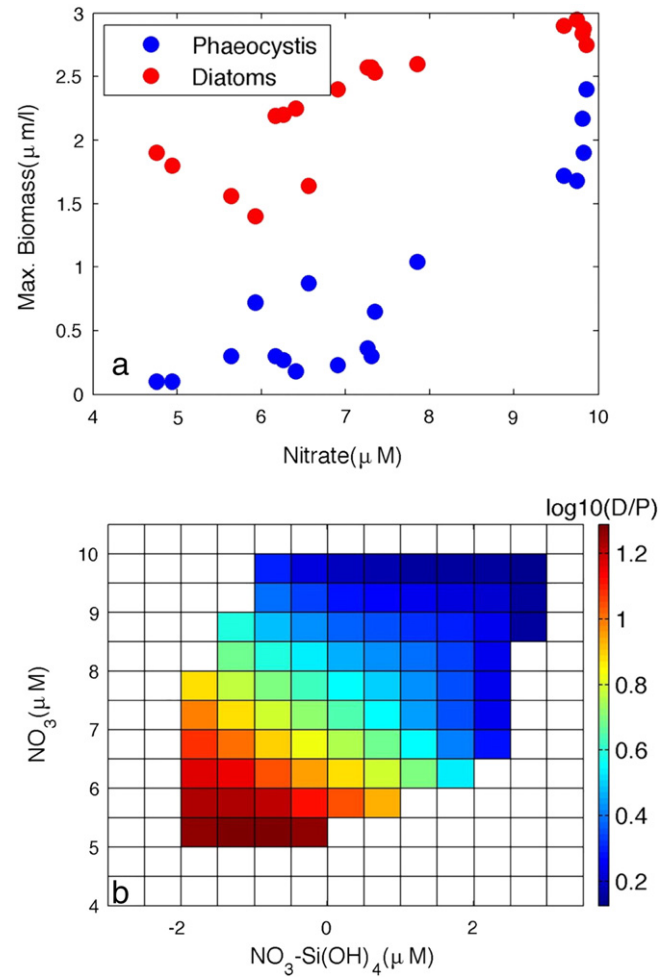 3
2.5
2
1.5
1
0.5
0
Max. Biomass(μ m/l)
Phaeocystis
Diatoms
a
4 5 6 7 8 9 10
Nitrate(μ M)
log10(D/P)
10
9
8
7
6
5
4
NO3(μ M)
b
-2 0 2
NO3-Si(OH)4(μ M)
1.2
1
0.8
0.6
0.4
0.2